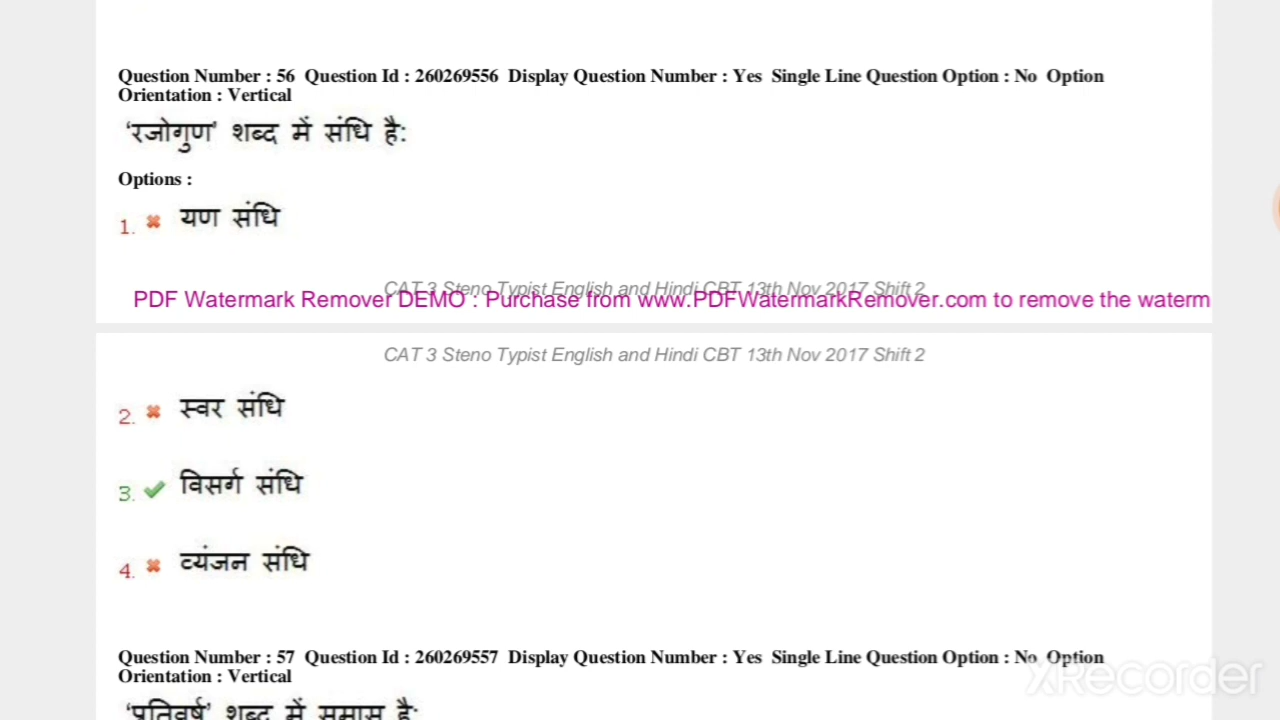 Question Number : 56 Question Id : 260269556 Display Question Number : Yes Single Line Question Option : No Option
Orientation : Vertical
‘रजोगुण’ शब्द में संधि है:
Options :
1. यण संधि
CAT 3 Steno Typist English and Hindi CBT 13th Nov 2017 Shift 2
PDF Watermark Remover DEMO : Purchase from www.PDFWatermarkRemover.com to remove the waterm
CAT 3 Steno Typist English and Hindi CBT 13th Nov 2017 Shift 2
2. स्वर संधि
3. विसर्ग संधि
4. व्यंजन संधि
Question Number : 57 Question Id : 260269557 Display Question Number : Yes Single Line Question Option : No Option
Orientation : Vertical
XRecorder
‘प्रतिवर्ष’ शब्द में समास है: